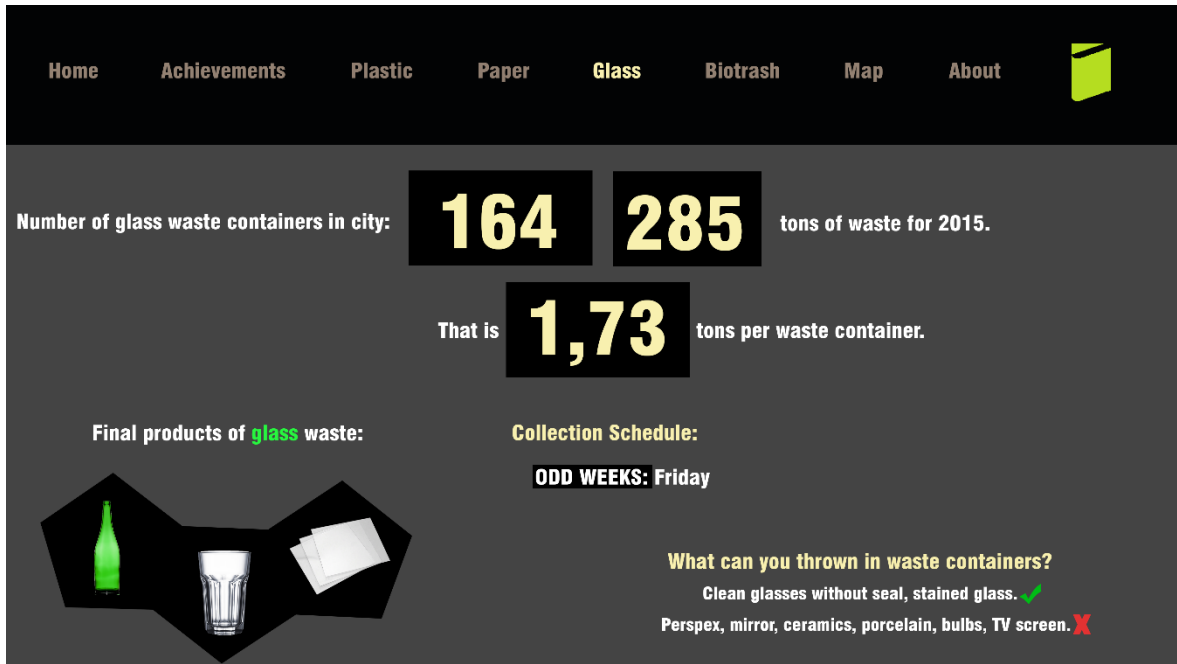 Home Achievements Plastic Paper Glass Biotrash Map About
Number of glass waste containers in city: 164 285 tons of waste for 2015.
That is 1,73 tons per waste container.
Final products of glass waste:
Collection Schedule:
ODD WEEKS: Friday
What can you thrown in waste containers?
Clean glasses without seal, stained glass.
Perspex, mirror, ceramics, porcelain, bulbs, TV screen.